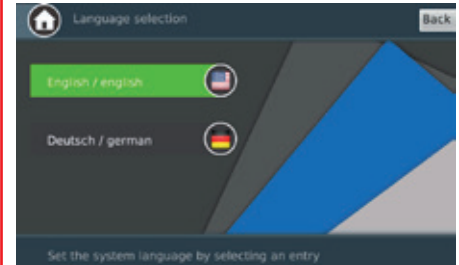 Language selection
Back
English / english
Deutsch / german
Set the system language by selecting an entry